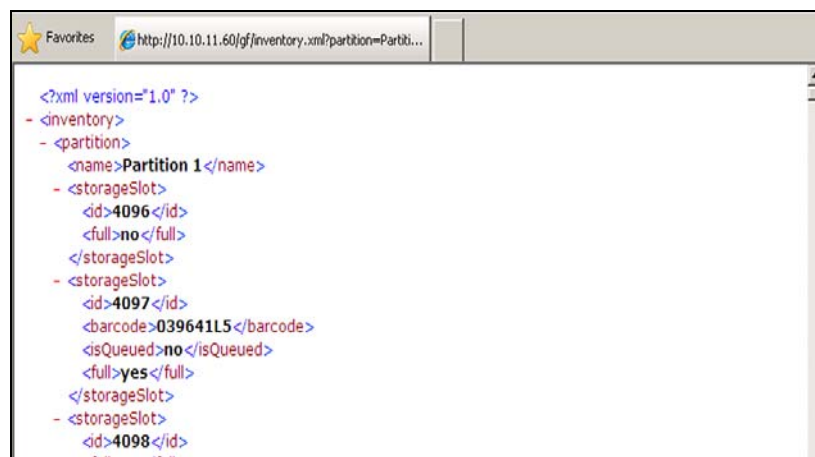 Favorites
http://10.10.11.60/gf/inventory.xml?partition=Partiti...
<?xml version="1.0" ?>
- <inventory>
- <partition>
<name>Partition 1</name>
- <storageSlot>
<id>4096</id>
<full>no</full>
</storageSlot>
- <storageSlot>
<id>4097</id>
<barcode>039641L5</barcode>
<isQueued>no</isQueued>
<full>yes</full>
</storageSlot>
- <storageSlot>
<id>4098</id>